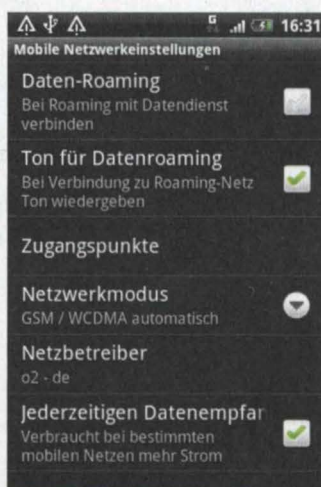 G 16:31
Mobile Netzwerkeinstellungen
Daten-Roaming
Bei Roaming mit Datendienst
verbinden
Ton für Datenroaming
Bei Verbindung zu Roaming-Netz
Ton wiedergeben
Zugangspunkte
Netzwerkmodus
GSM / WCDMA automatisch
Netzbetreiber
o2 - de
Jederzeitigen Datenempfar
Verbraucht bei bestimmten
mobilen Netzen mehr Strom